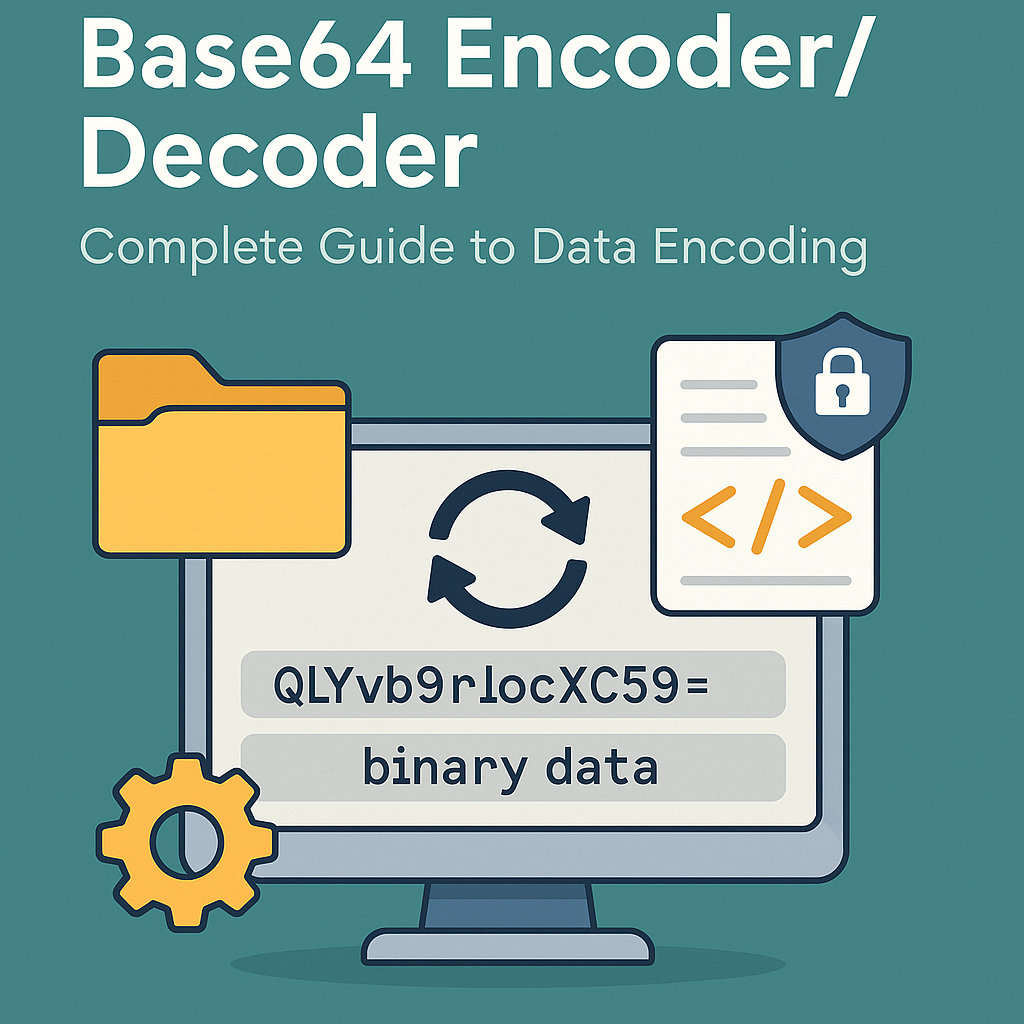 Base64 Encoder/
Decoder
Complete Guide to Data Encoding
</>
QLYvb9rlocXC59=
binary data